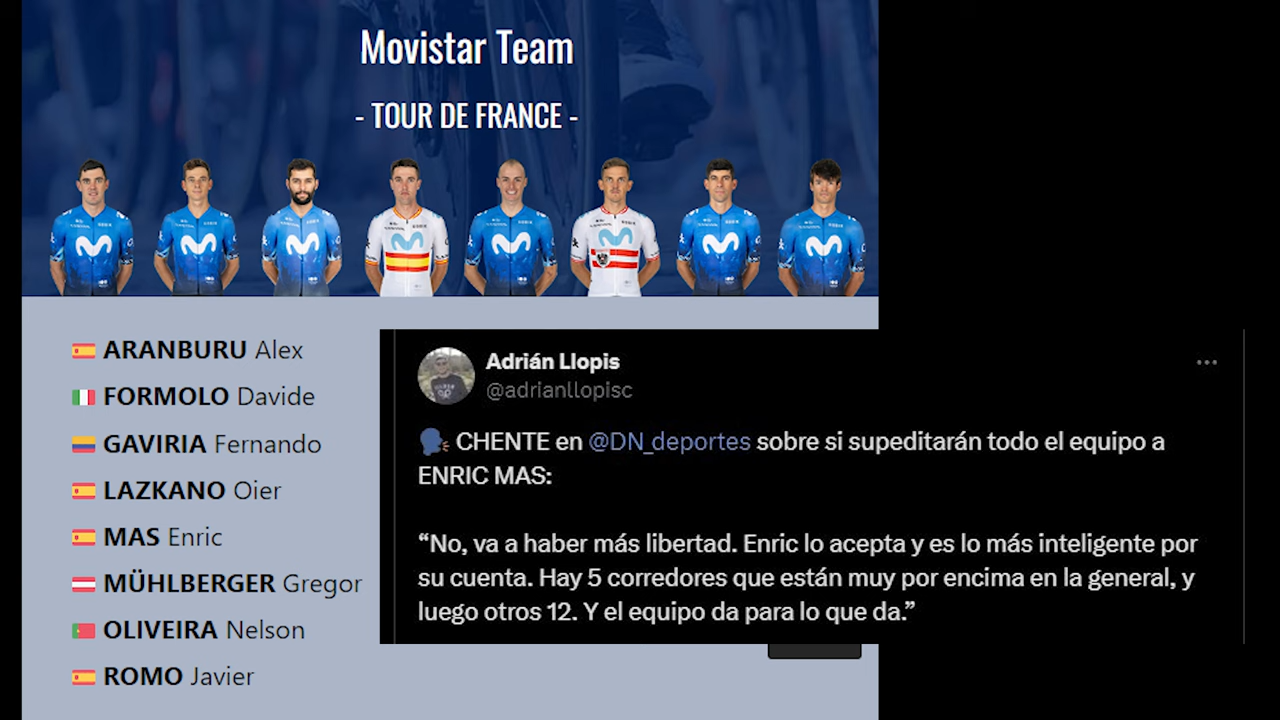 Movistar Team
- TOUR DE FRANCE -
ARANBURU Alex
FORMOLO Davide
GAVIRIA Fernando
LAZKANO Oier
MAS Enric
MÜHLBERGER Gregor
OLIVEIRA Nelson
ROMO Javier
Adrián Llopis
@adrianllopisc
CHENTE en @DN_deportes sobre si supeditarán todo el equipo a
ENRIC MAS:
“No, va a haber más libertad. Enric lo acepta y es lo más inteligente por
su cuenta. Hay 5 corredores que están muy por encima en la general, y
luego otros 12. Y el equipo da para lo que da.”